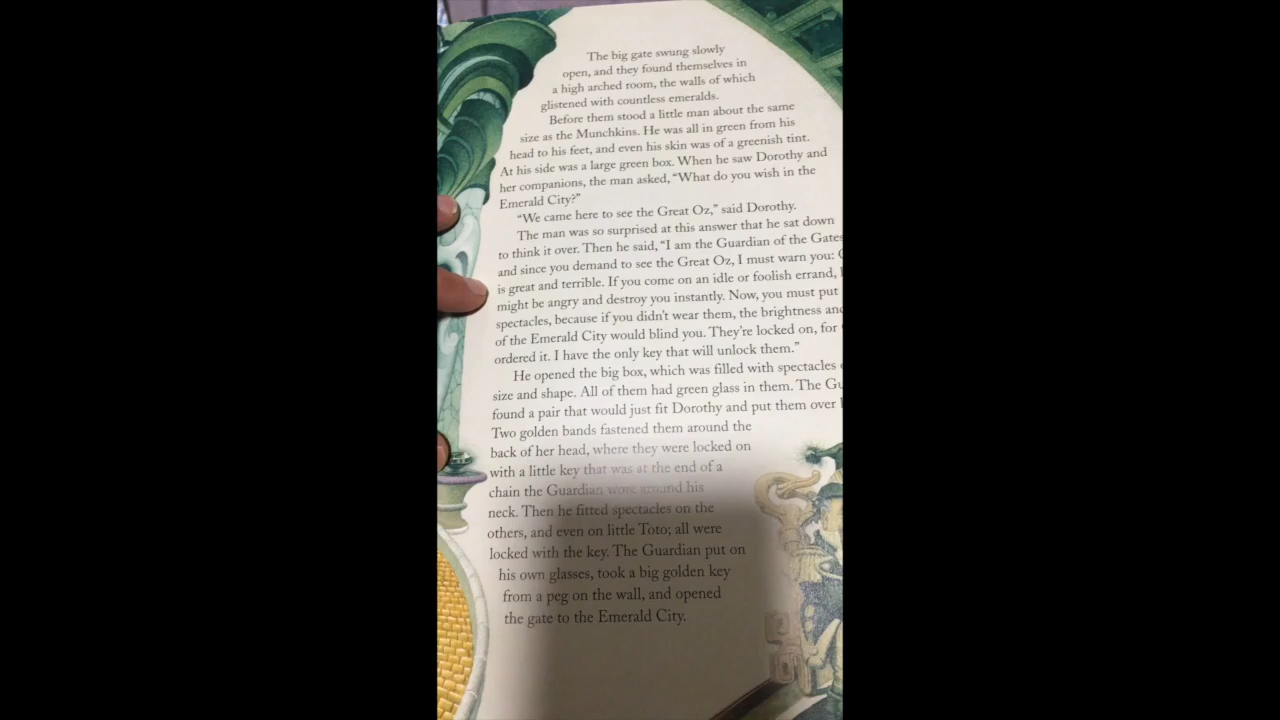 The big gate swung slowly
open, and they found themselves in
a high arched room, the walls of which
glistened with countless emeralds.
Before them stood a little man about the same
size as the Munchkins. He was all in green from his
head to his feet, and even his skin was of a greenish tint.
At his side was a large green box. When he saw Dorothy and
her companions, the man asked, “What do you wish in the
Emerald City?”
“We came here to see the Great Oz,” said Dorothy.
The man was so surprised at this answer that he sat down
to think it over. Then he said, “I am the Guardian of the Gates
and since you demand to see the Great Oz, I must warn you:
is great and terrible. If you come on an idle or foolish errand,
might be angry and destroy you instantly. Now, you must put
spectacles, because if you didn’t wear them, the brightness and
of the Emerald City would blind you. They’re locked on, for
ordered it. I have the only key that will unlock them.”
He opened the big box, which was filled with spectacles
size and shape. All of them had green glass in them. The Gu
found a pair that would just fit Dorothy and put them over
Two golden bands fastened them around the
back of her head, where they were locked on
with a little key that was at the end of a
chain the Guardian wore around his
neck. Then he fitted spectacles on the
others, and even on little Toto; all were
locked with the key. The Guardian put on
his own glasses, took a big golden key
from a peg on the wall, and opened
the gate to the Emerald City.